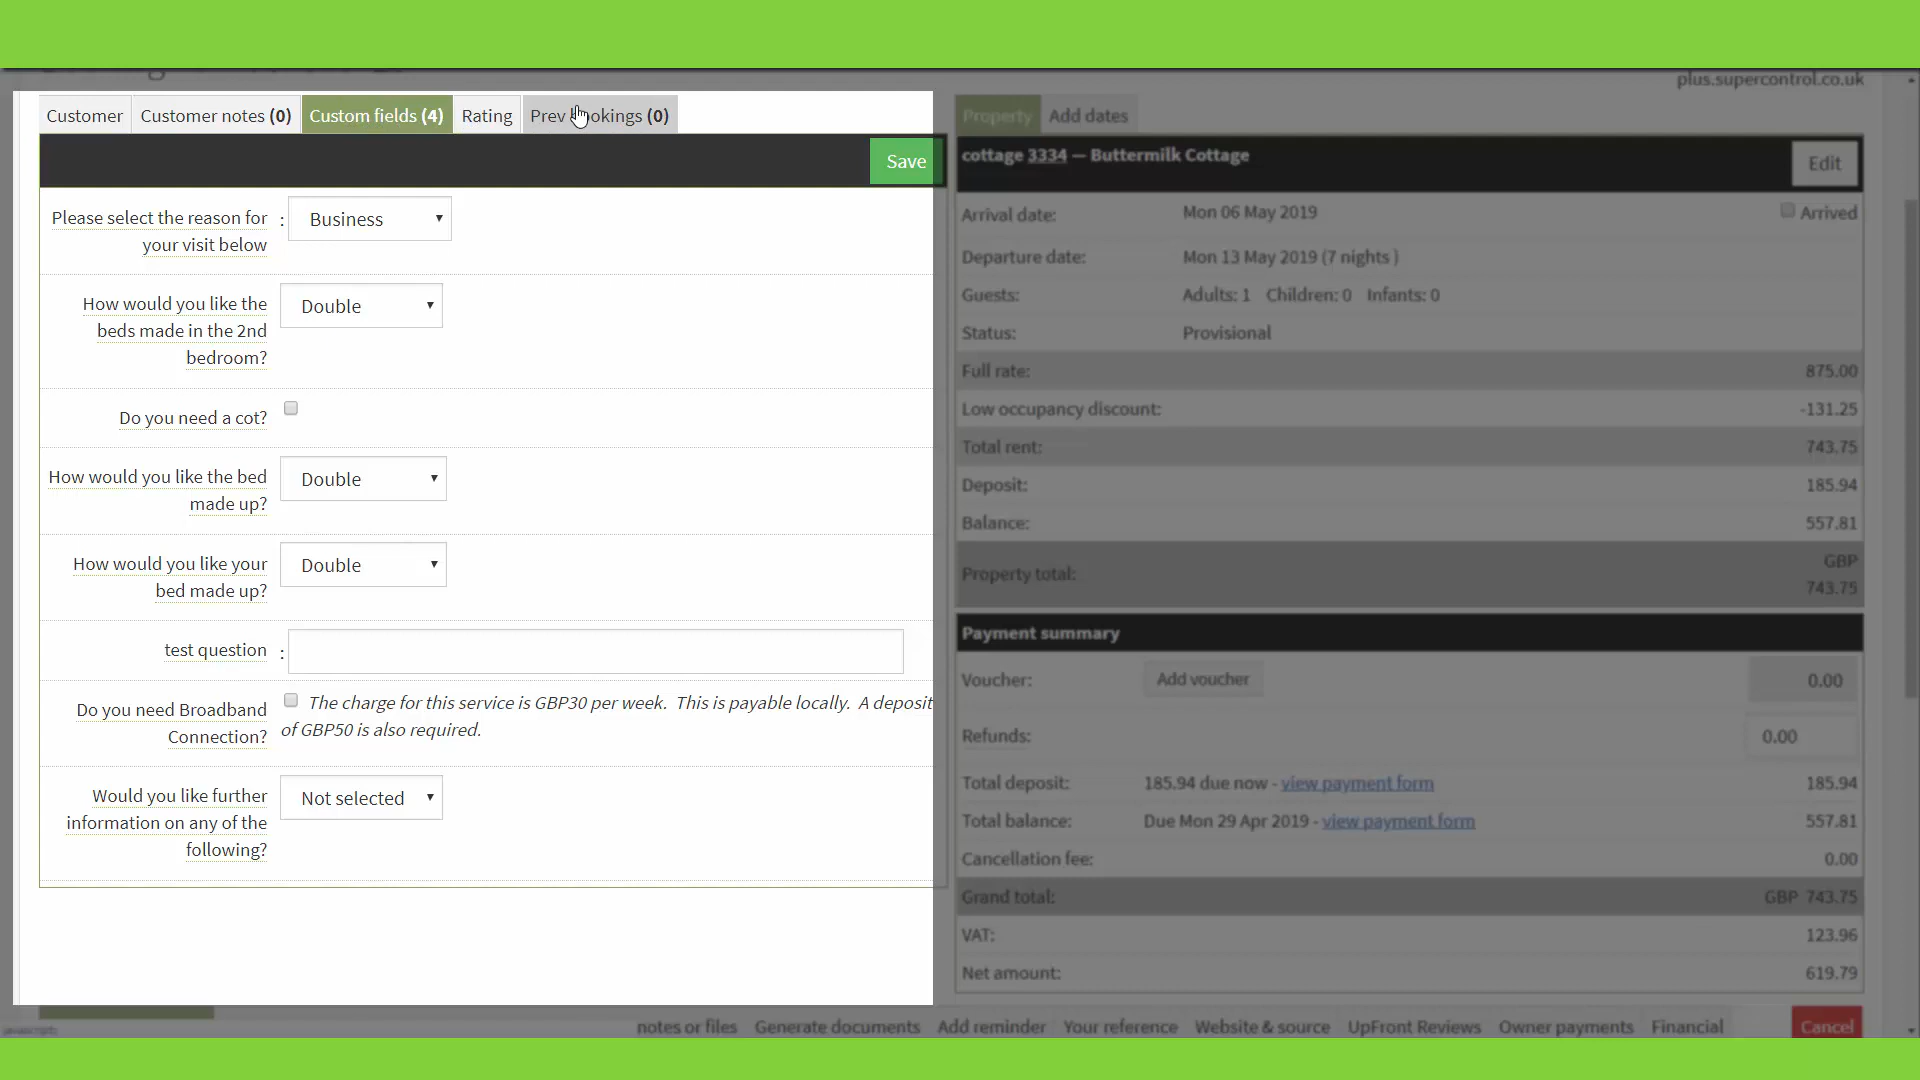 plus.supercontrol.co.uk
Customer Customer notes (0) Custom fields (4) Rating Prev bookings (0)
Save
Please select the reason for
your visit below
: Business
How would you like the
beds made in the 2nd
bedroom?
Double
Do you need a cot?
How would you like the bed
made up?
Double
How would you like your
bed made up?
Double
test question :
Do you need Broadband
Connection?
The charge for this service is GBP30 per week. This is payable locally. A deposit
of GBP50 is also required.
Would you like further
information on any of the
following?
Not selected
Property Add dates
cottage 3334 — Buttermilk Cottage
Edit
Arrival date: Mon 06 May 2019 Arrived
Departure date: Mon 13 May 2019 (7 nights )
Guests: Adults: 1 Children: 0 Infants: 0
Status: Provisional
Full rate: 875.00
Low occupancy discount: -131.25
Total rent: 743.75
Deposit: 185.94
Balance: 557.81
Property total: GBP
743.75
Payment summary
Voucher: Add voucher 0.00
Refunds: 0.00
Total deposit: 185.94 due now - view payment form 185.94
Total balance: Due Mon 29 Apr 2019 - view payment form 557.81
Cancellation fee: 0.00
Grand total: GBP 743.75
VAT: 123.96
Net amount: 619.79
notes or files Generate documents Add reminder Your reference Website & source UpFront Reviews Owner payments Financial Cancel